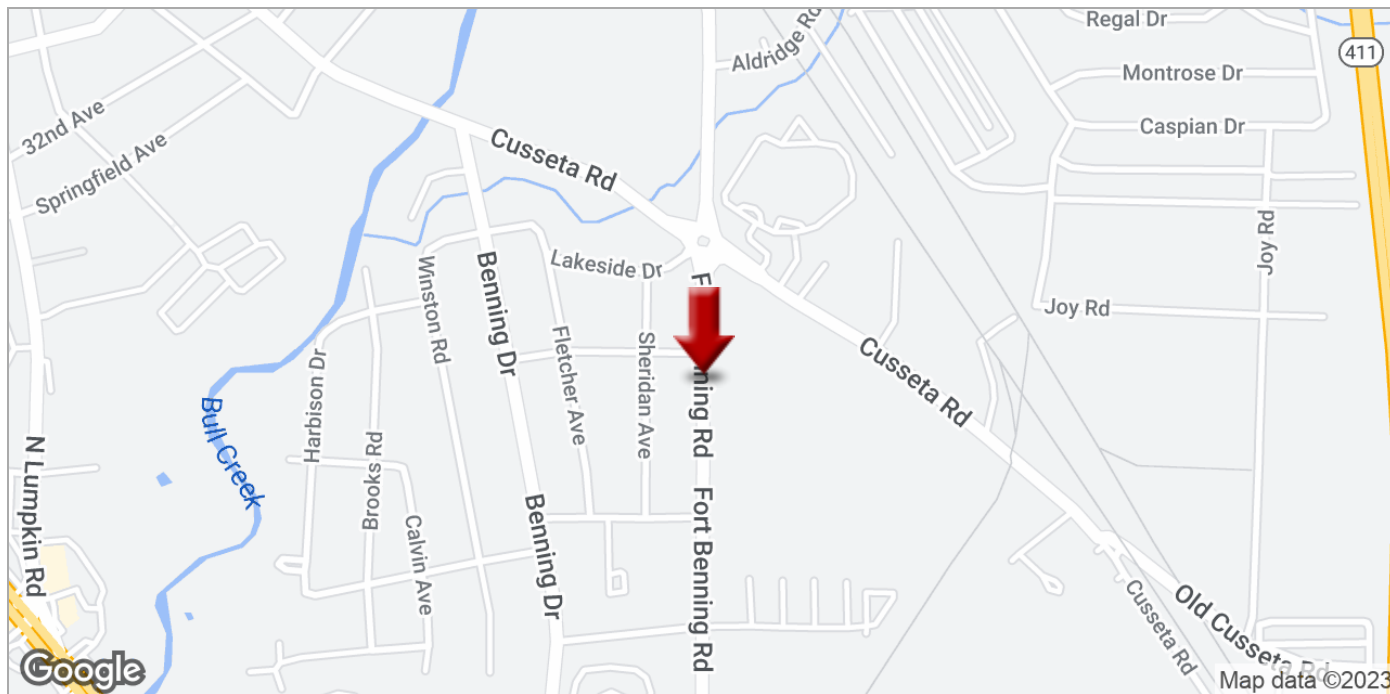 Regal Dr
Aldridge Rd
411
Montrose Dr
32nd Ave
Caspian Dr
Springfield Ave
Cusseta Rd
Joy Rd
Lakeside Dr
Benning Dr
Winston Rd
Joy Rd
Fletcher Ave
Sheridan Ave
Cusseta Rd
Harbison Dr
Bull Creek
Brooks Rd
N Lumpkin Rd
Rd
Calvin Ave
Benning Dr
Fort Benning Rd
Cusseta Rd
Old Cusseta Rd
Google
Map data ©2023